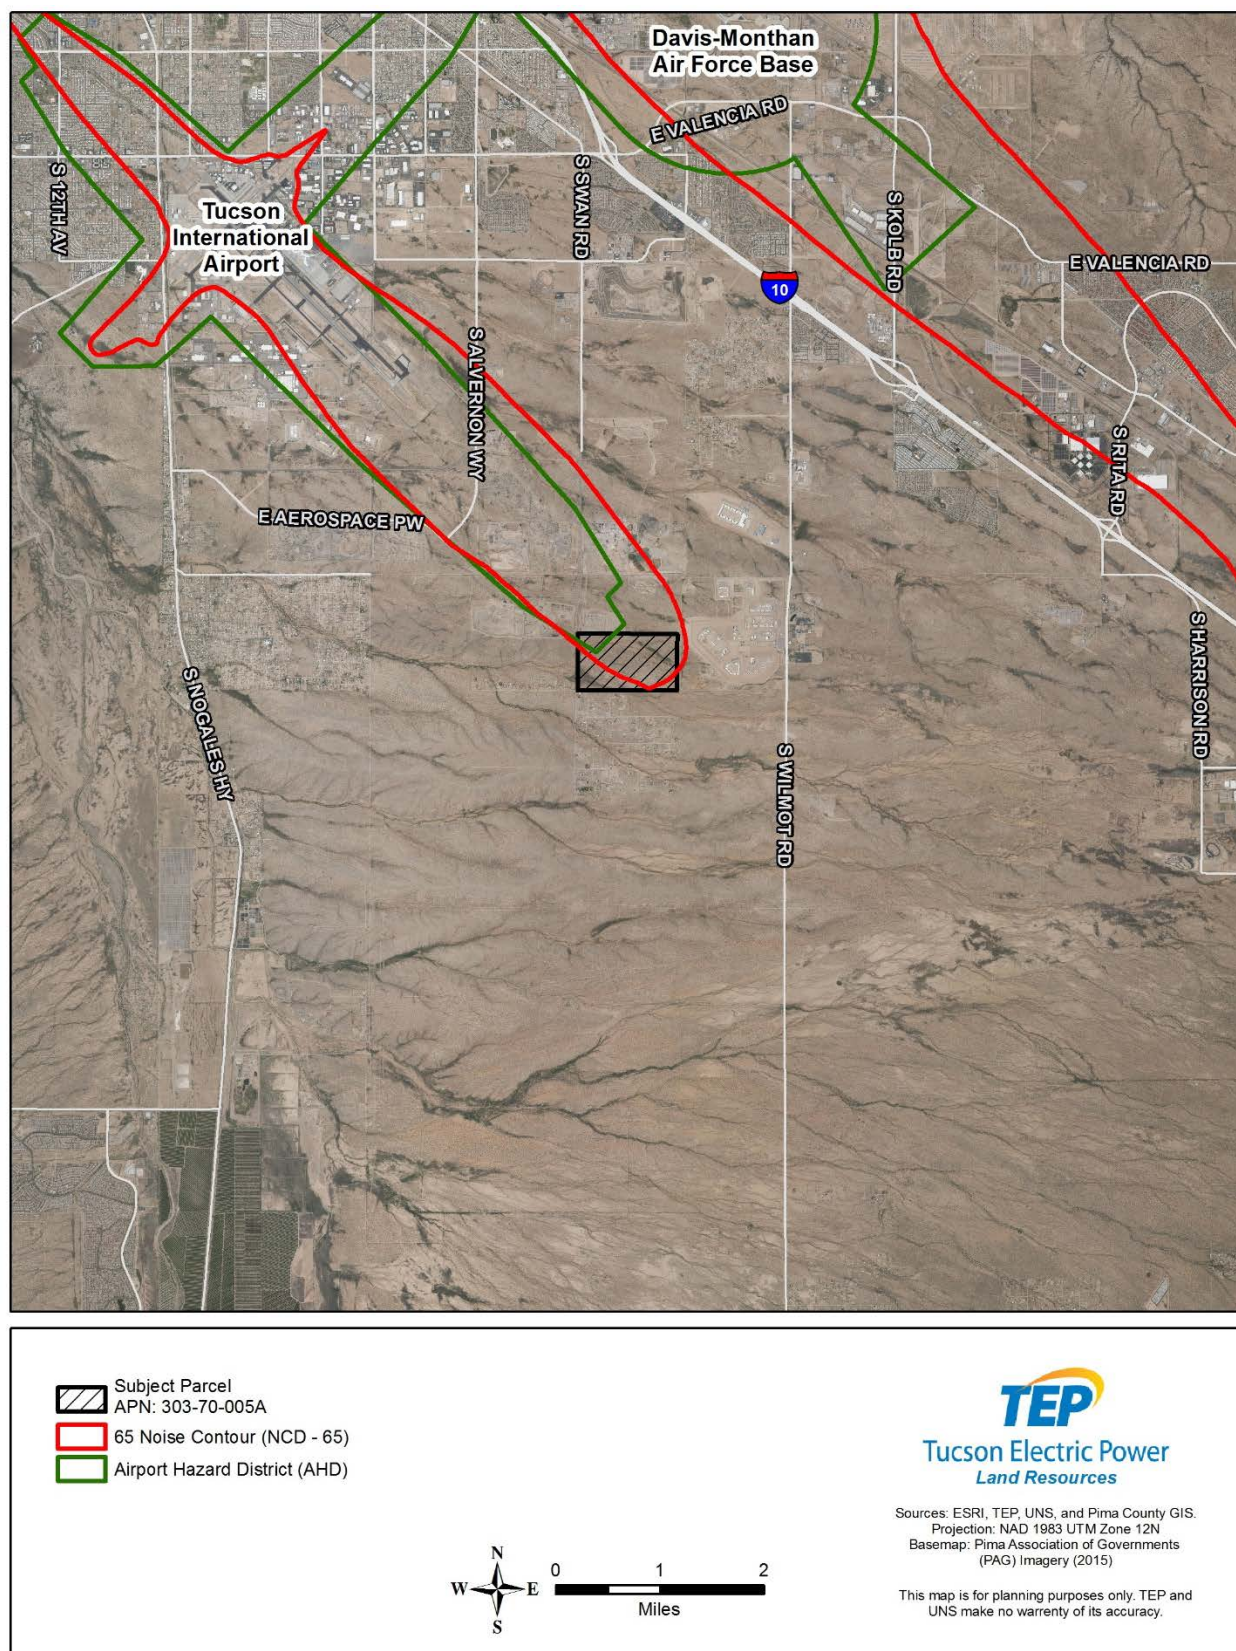 Davis-Monthan
Air Force Base
E VALENCIA RD
S 12TH AV
S SWAN RD
S KOLB RD
Tucson
International
Airport
E VALENCIA RD
10
S ALVERNON WY
S RITA RD
E AEROSPACE PW
S HARRISON RD
S NOGALES HY
S WILMOT RD
Subject Parcel
APN: 303-70-005A
65 Noise Contour (NCD - 65)
Airport Hazard District (AHD)
TEP
Tucson Electric Power
Land Resources
Sources: ESRI, TEP, UNS, and Pima County GIS.
Projection: NAD 1983 UTM Zone 12N
Basemap: Pima Association of Governments
(PAG) Imagery (2015)
This map is for planning purposes only. TEP and
UNS make no warrenty of its accuracy.
N
W E
S
0 1 2
Miles